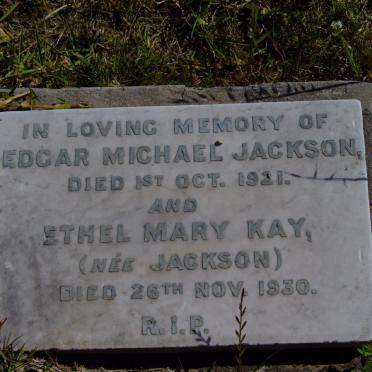 IN LOVING MEMORY OF
EDGAR MICHAEL JACKSON,
DIED 1ST OCT. 1921.
AND
ETHEL MARY KAY,
(NÉE JACKSON)
DIED 26TH NOV. 1930.
R.I.P.